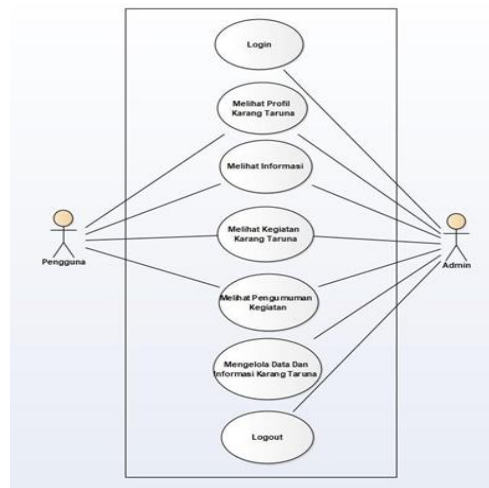 Login
Melihat Profil
Karang Taruna
Melihat Informasi
Melihat Kegiatan
Karang Taruna
Pengguna
Admin
Melihat Pengumuman
Kegiatan
Mengelola Data Dan
Informasi Karang Taruna
Logout